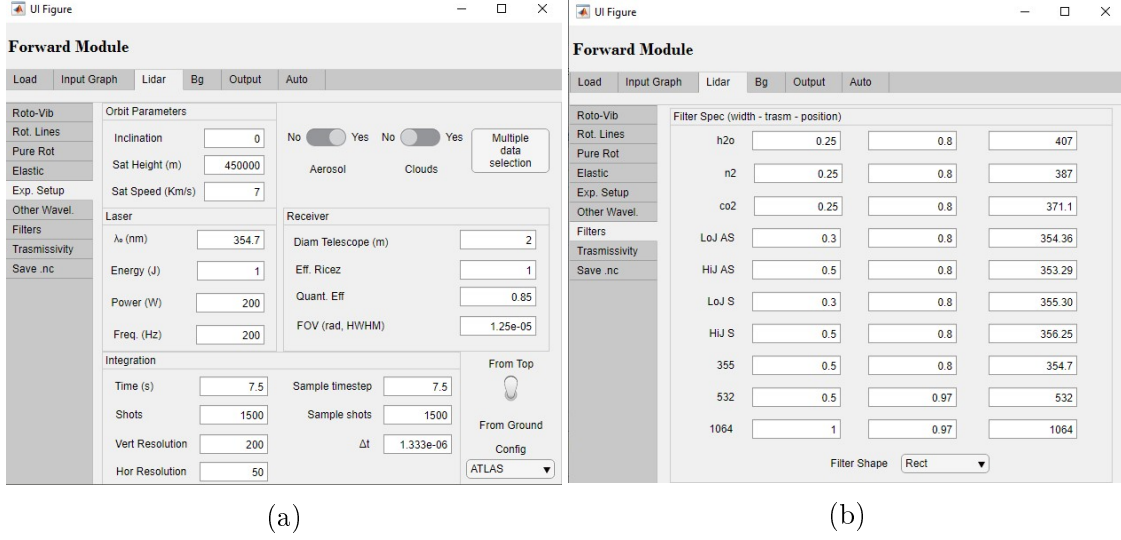 UI Figure
Forward Module
Load Input Graph Lidar Bg Output Auto
Roto-Vib
Rot. Lines
Pure Rot
Elastic
Exp. Setup
Other Wavel.
Filters
Trasmissivity
Save .nc
Orbit Parameters
Inclination 0
Sat Height (m) 450000
Sat Speed (Km/s) 7
No Yes No Yes
Aerosol Clouds
Multiple
data
selection
Laser
λ₀ (nm) 354.7
Energy (J) 1
Power (W) 200
Freq. (Hz) 200
Receiver
Diam Telescope (m) 2
Eff. Ricez 1
Quant. Eff 0.85
FOV (rad, HWHM) 1.25e-05
Integration
Time (s) 7.5 Sample timestep 7.5
Shots 1500 Sample shots 1500
Vert Resolution 200 Δt 1.333e-06
Hor Resolution 50
From Top
From Ground
Config
ATLAS
(a)
UI Figure
Forward Module
Load Input Graph Lidar Bg Output Auto
Roto-Vib
Rot. Lines
Pure Rot
Elastic
Exp. Setup
Other Wavel.
Filters
Trasmissivity
Save .nc
Filter Spec (width - trasm - position)
h2o 0.25 0.8 407
n2 0.25 0.8 387
co2 0.25 0.8 371.1
LoJ AS 0.3 0.8 354.36
HiJ AS 0.5 0.8 353.29
LoJ S 0.3 0.8 355.30
HiJ S 0.5 0.8 356.25
355 0.5 0.8 354.7
532 0.5 0.97 532
1064 1 0.97 1064
Filter Shape Rect
(b)